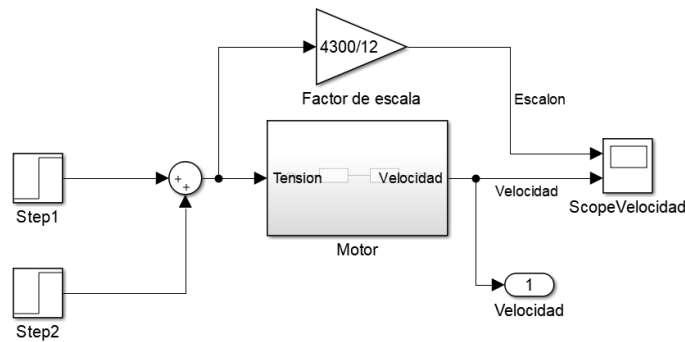 4300/12
Factor de escala
Escalon
Step1
+
+
Tension
Velocidad
Motor
Velocidad
ScopeVelocidad
Step2
1
Velocidad